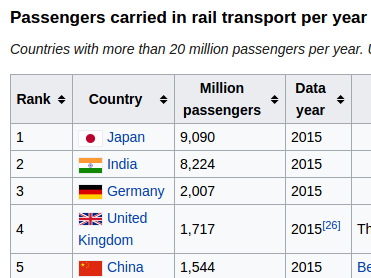 Passengers carried in rail transport per year
Countries with more than 20 million passengers per year.
Rank Country Million passengers Data year
1 Japan 9,090 2015
2 India 8,224 2015
3 Germany 2,007 2015
4 United Kingdom 1,717 2015[26] Th
5 China 1,544 2015 Be